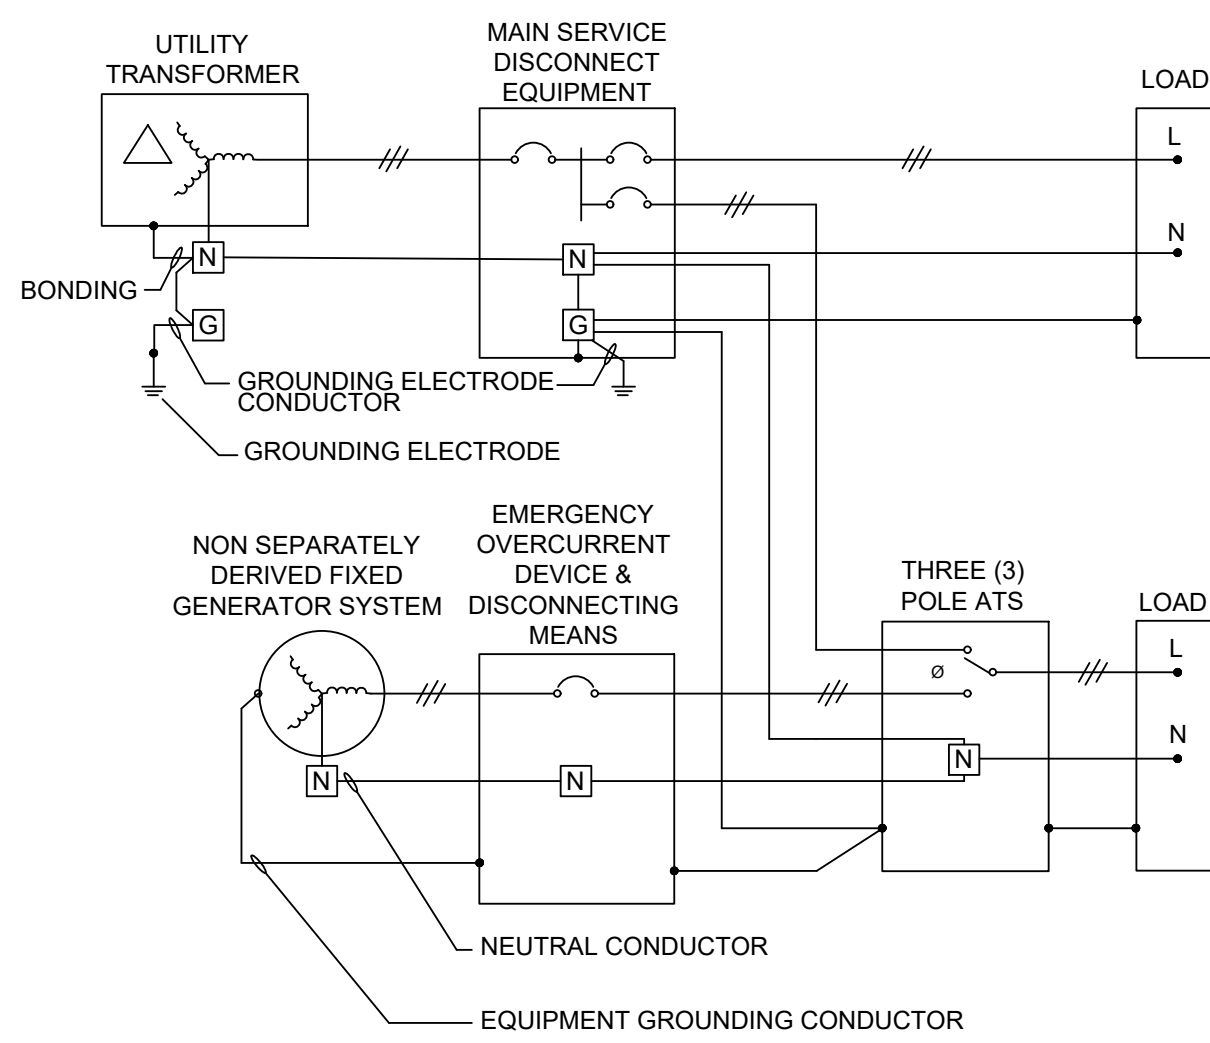 UTILITY
TRANSFORMER
MAIN SERVICE
DISCONNECT
EQUIPMENT
LOAD
L
N
N
N
BONDING
G
G
GROUNDING ELECTRODE
CONDUCTOR
GROUNDING ELECTRODE
NON SEPARATELY
DERIVED FIXED
GENERATOR SYSTEM
EMERGENCY
OVERCURRENT
DEVICE &
DISCONNECTING
MEANS
THREE (3)
POLE ATS
LOAD
L
Ø
N
N
N
N
NEUTRAL CONDUCTOR
EQUIPMENT GROUNDING CONDUCTOR